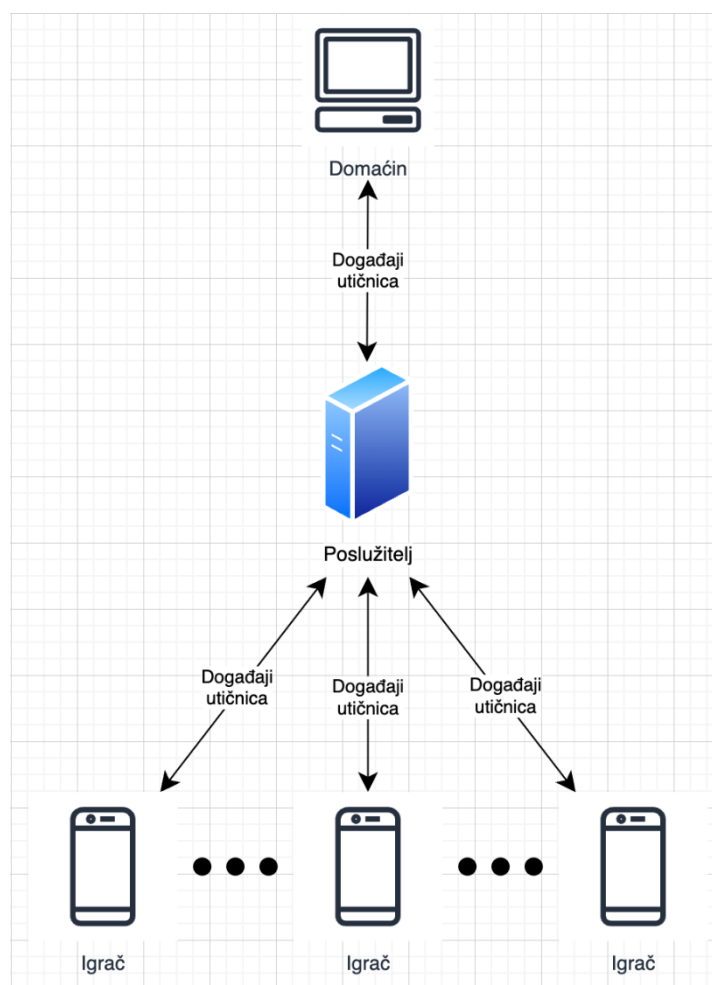 Domaćin
Događaji
utičnica
Poslužitelj
Događaji
utičnica
Događaji
utičnica
Događaji
utičnica
Igrač
Igrač
Igrač